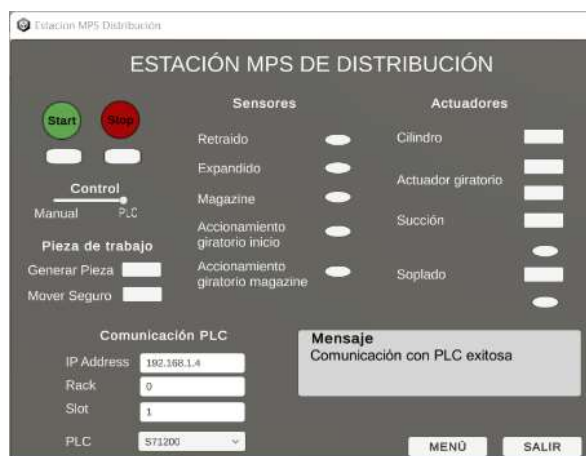 Estacion MPS Distribución
ESTACIÓN MPS DE DISTRIBUCIÓN
Start
Stop
Control
Manual
PLC
Pieza de trabajo
Generar Pieza
Mover Seguro
Sensores
Retraido
Expandido
Magazine
Accionamiento
giratorio inicio
Accionamiento
giratorio magazine
Actuadores
Cilindro
Actuador giratorio
Succión
Soplado
Comunicación PLC
IP Address
192.168.1.4
Rack
0
Slot
1
PLC
S71200
Mensaje
Comunicación con PLC exitosa
MENÚ
SALIR